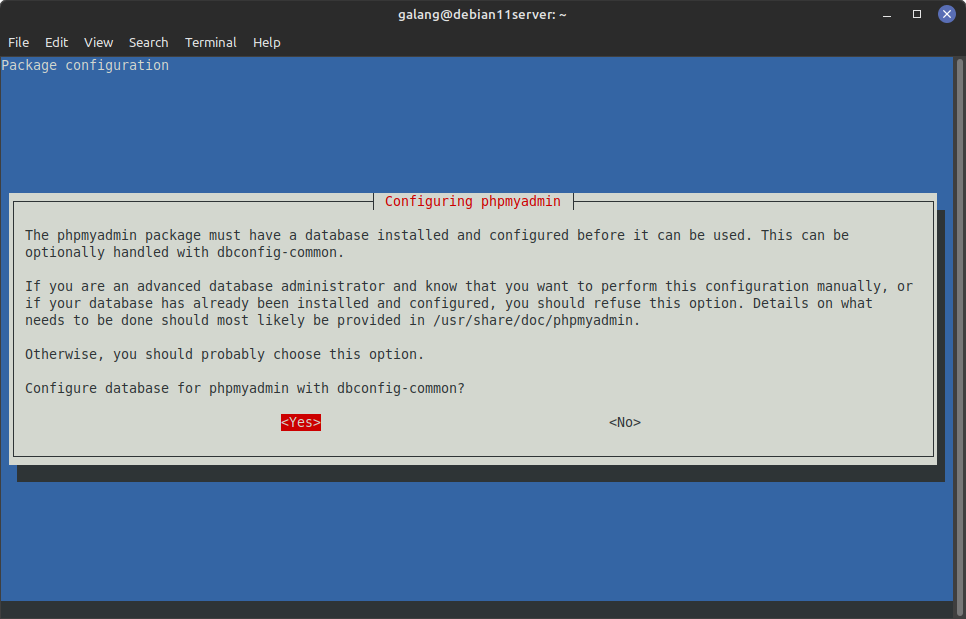 galang@debian11server: ~
File Edit View Search Terminal Help
Package configuration
Configuring phpmyadmin
The phpmyadmin package must have a database installed and configured before it can be used. This can be
optionally handled with dbconfig-common.
If you are an advanced database administrator and know that you want to perform this configuration manually, or
if your database has already been installed and configured, you should refuse this option. Details on what
needs to be done should most likely be provided in /usr/share/doc/phpmyadmin.
Otherwise, you should probably choose this option.
Configure database for phpmyadmin with dbconfig-common?
<Yes> <No>